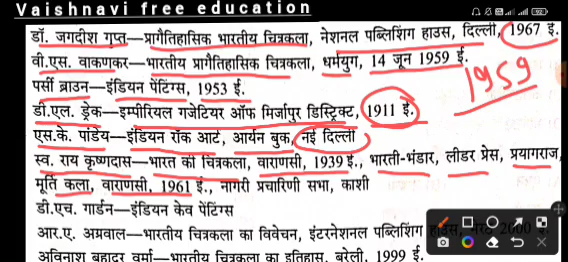 Vaishnavi free education
डॉ. जगदीश गुप्त—प्रागैतिहासिक भारतीय चित्रकला, नेशनल पब्लिशिंग हाउस, दिल्ली, 1967 ई.
वी.एस. वाकणकर—भारतीय प्रागैतिहासिक चित्रकला, धर्मयुग, 14 जून 1959 ई.
1959
पर्सी ब्राउन—इंडियन पेंटिंग्स, 1953 ई.
डी.एल. ड्रेक—इम्पीरियल गजेटियर ऑफ मिर्जापुर डिस्ट्रिक्ट, 1911 ई.
एस.के. पांडेय—इंडियन रॉक आर्ट, आर्यन बुक, नई दिल्ली
स्व. राय कृष्णदास—भारत की चित्रकला, वाराणसी, 1939 ई., भारती-भंडार, लीडर प्रेस, प्रयागराज,
मूर्ति कला, वाराणसी, 1961 ई., नागरी प्रचारिणी सभा, काशी
डी.एच. गार्डन—इंडियन केव पेंटिंग्स
आर.ए. अग्रवाल—भारतीय चित्रकला का विवेचन, इंटरनेशनल पब्लिशिंग हाउस, 2000 ई.
अविनाश बहादुर वर्मा—भारतीय चित्रकला का इतिहास, बरेली, 1999 ई.